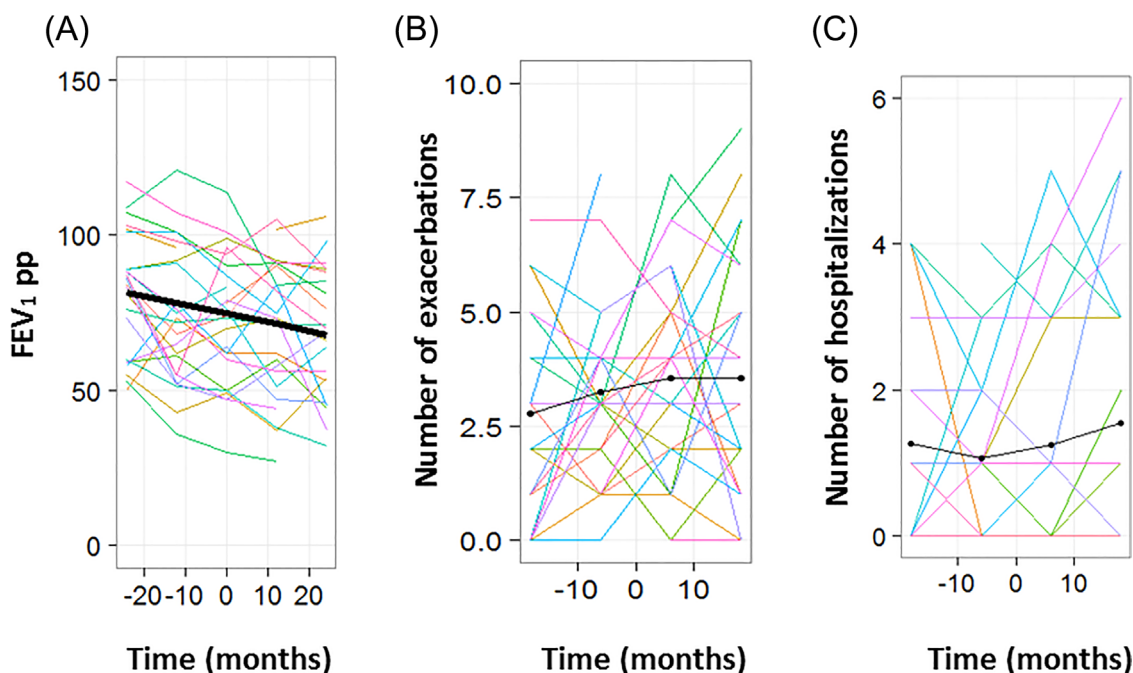 (A)
(B)
(C)
FEV₁ pp
150
100
50
0
-20 -10 0 10 20
Time (months)
Number of exacerbations
10.0
7.5
5.0
2.5
0.0
-10 0 10
Time (months)
Number of hospitalizations
6
4
2
0
-10 0 10
Time (months)